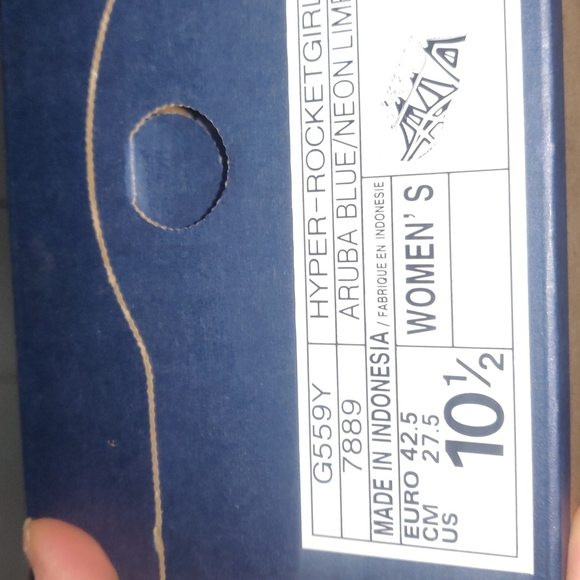 G559Y HYPER-ROCKETGIRL
7889 ARUBA BLUE/NEON LIME
MADE IN INDONESIA / FABRIQUE EN INDONESIE
EURO 42.5
CM 27.5
US 10½
WOMEN'S